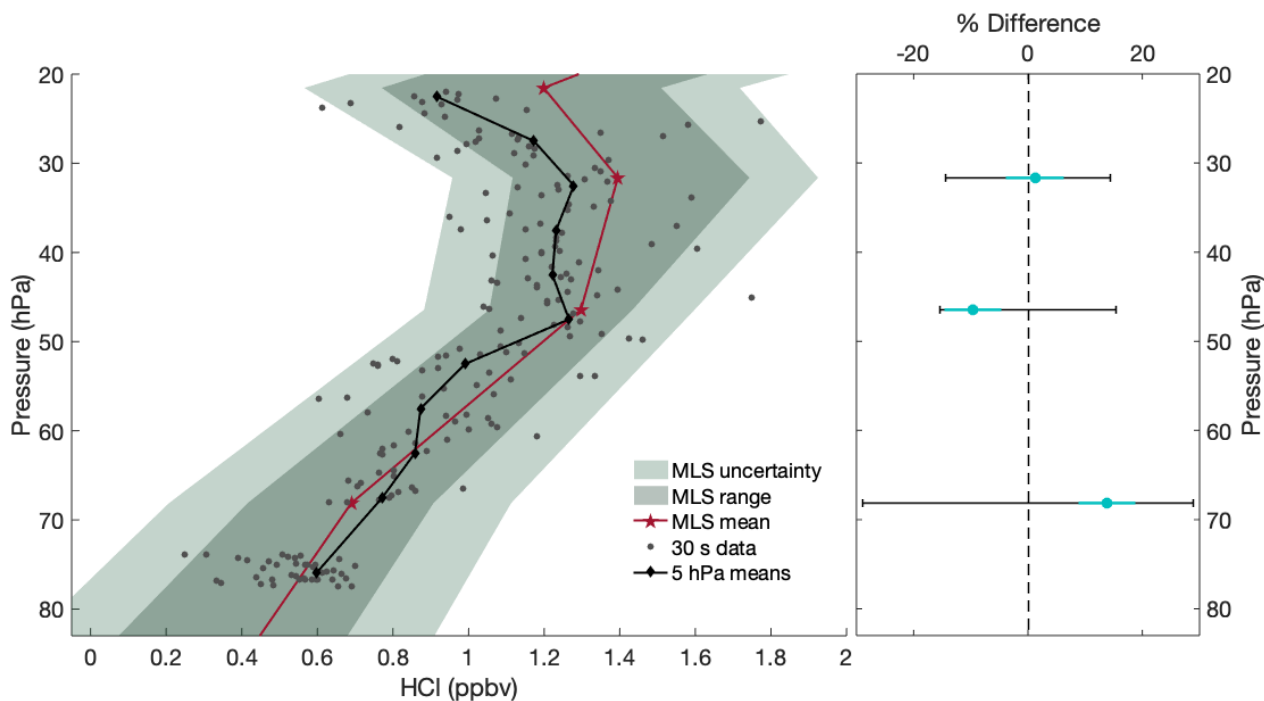 % Difference
-20 0 20
20
30
40
50
60
70
80
Pressure (hPa)
MLS uncertainty
MLS range
MLS mean
30 s data
5 hPa means
0 0.2 0.4 0.6 0.8 1 1.2 1.4 1.6 1.8 2
HCl (ppbv)
20
30
40
50
60
70
80
Pressure (hPa)